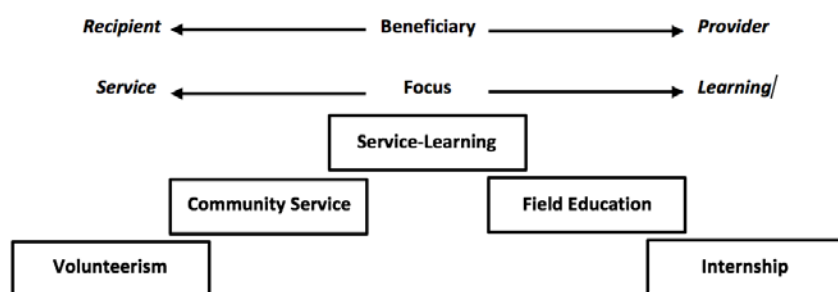 Recipient Beneficiary Provider
Service Focus Learning/
Service-Learning
Community Service Field Education
Volunteerism Internship